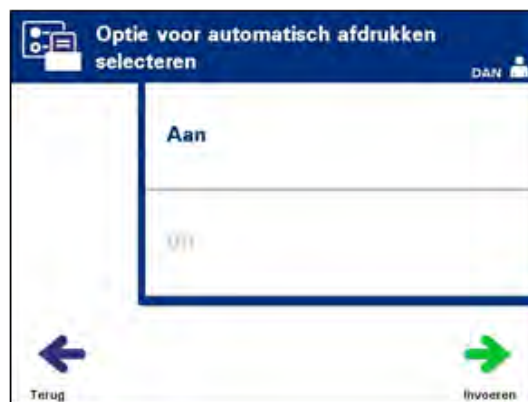 Optie voor automatisch afdrukken
selecteren
DAN
Aan
Uit
Terug
Invoeren